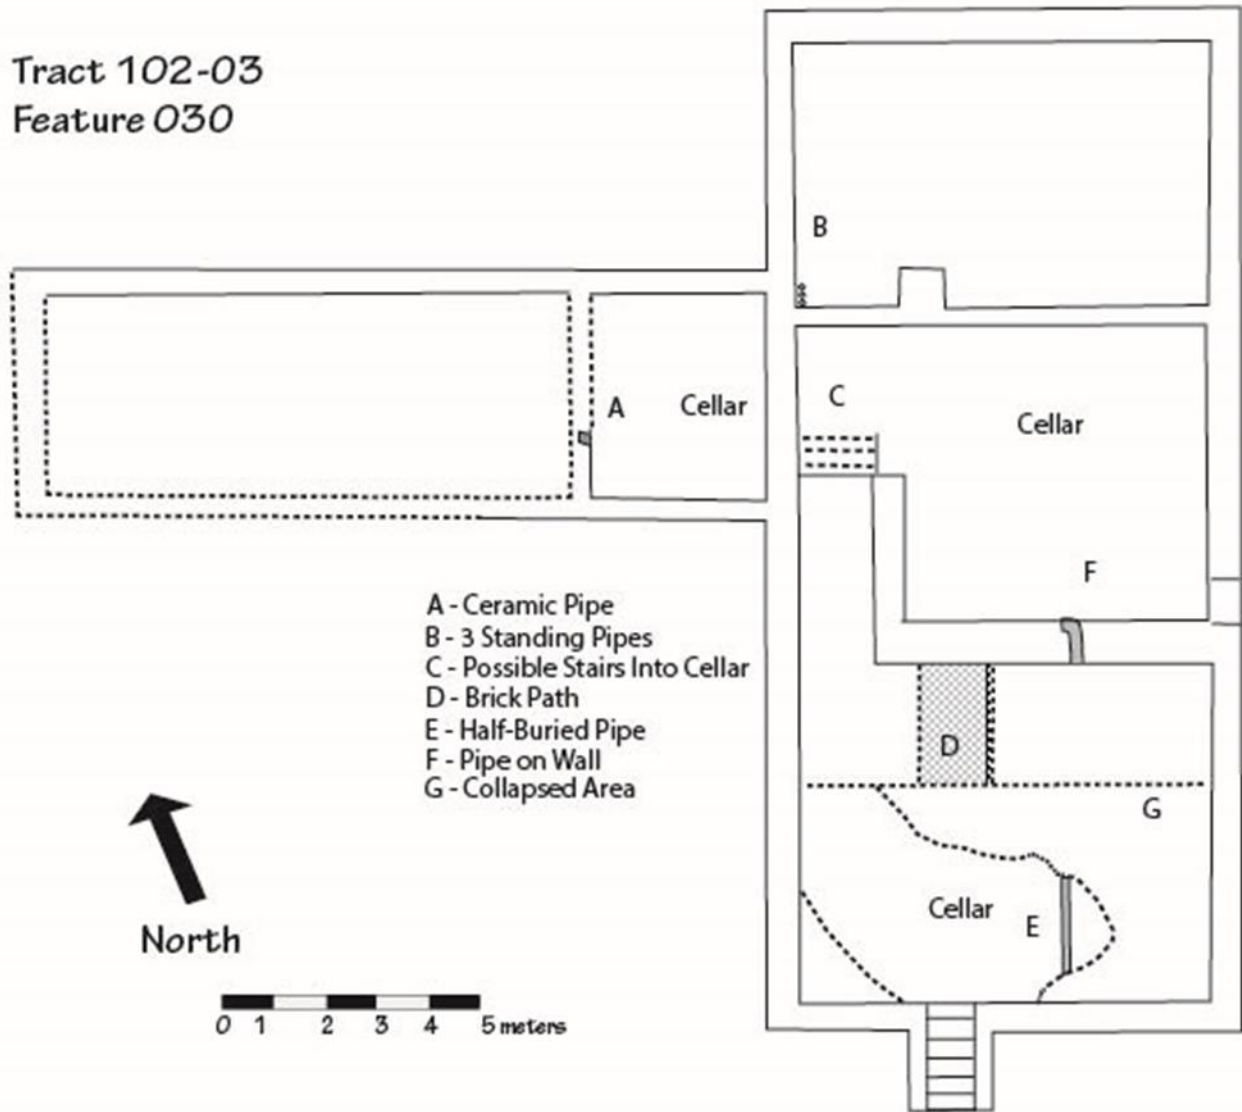 Tract 102-03
Feature 030
B
A
Cellar
C
Cellar
F
A - Ceramic Pipe
B - 3 Standing Pipes
C - Possible Stairs Into Cellar
D - Brick Path
E - Half-Buried Pipe
F - Pipe on Wall
G - Collapsed Area
D
G
Cellar
E
North
0 1 2 3 4 5 meters